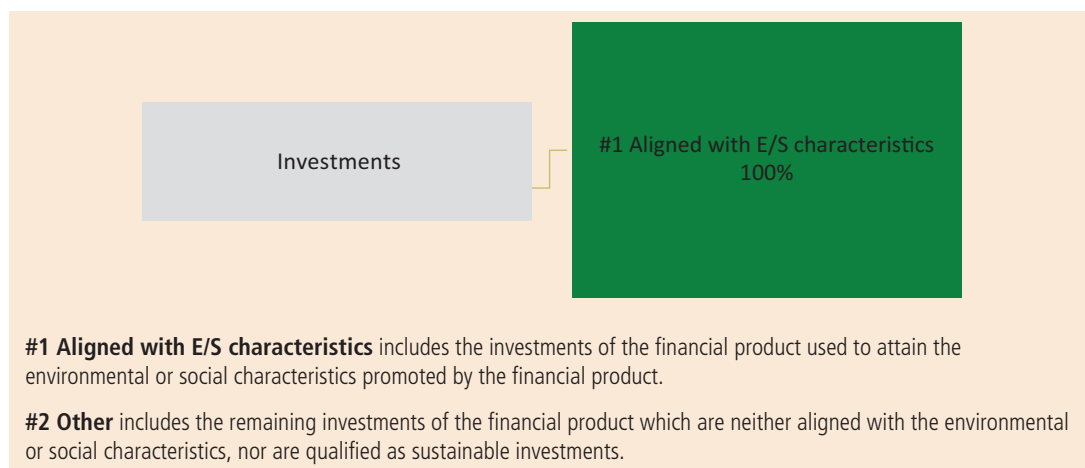 Investments
#1 Aligned with E/S characteristics
100%
#1 Aligned with E/S characteristics includes the investments of the financial product used to attain the
environmental or social characteristics promoted by the financial product.
#2 Other includes the remaining investments of the financial product which are neither aligned with the environmental
or social characteristics, nor are qualified as sustainable investments.